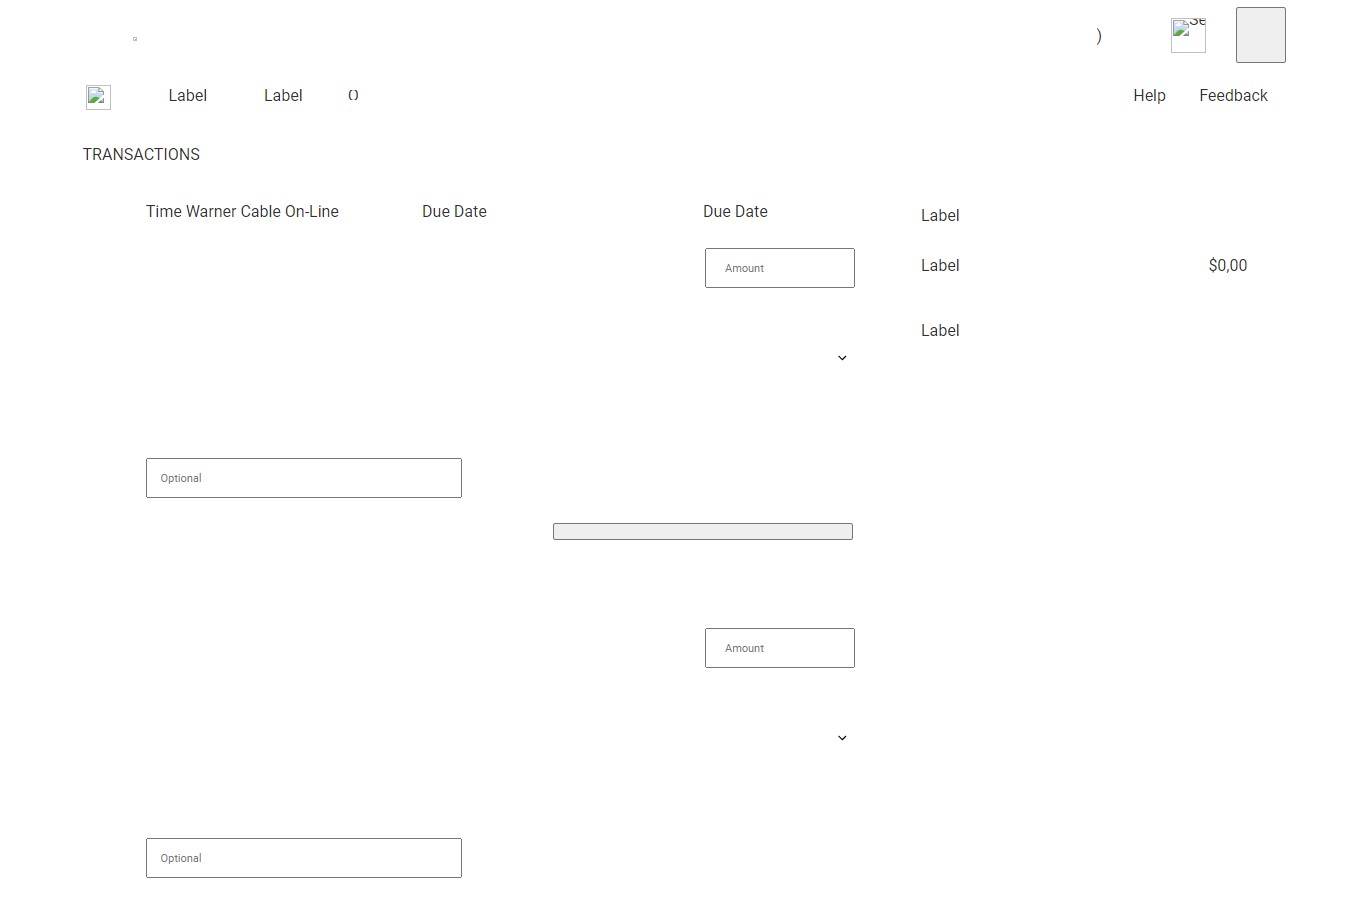 )
Label Label () Help Feedback
TRANSACTIONS
Time Warner Cable On-Line Due Date Due Date Label
Amount Label $0,00
Label
Optional
Amount
Optional